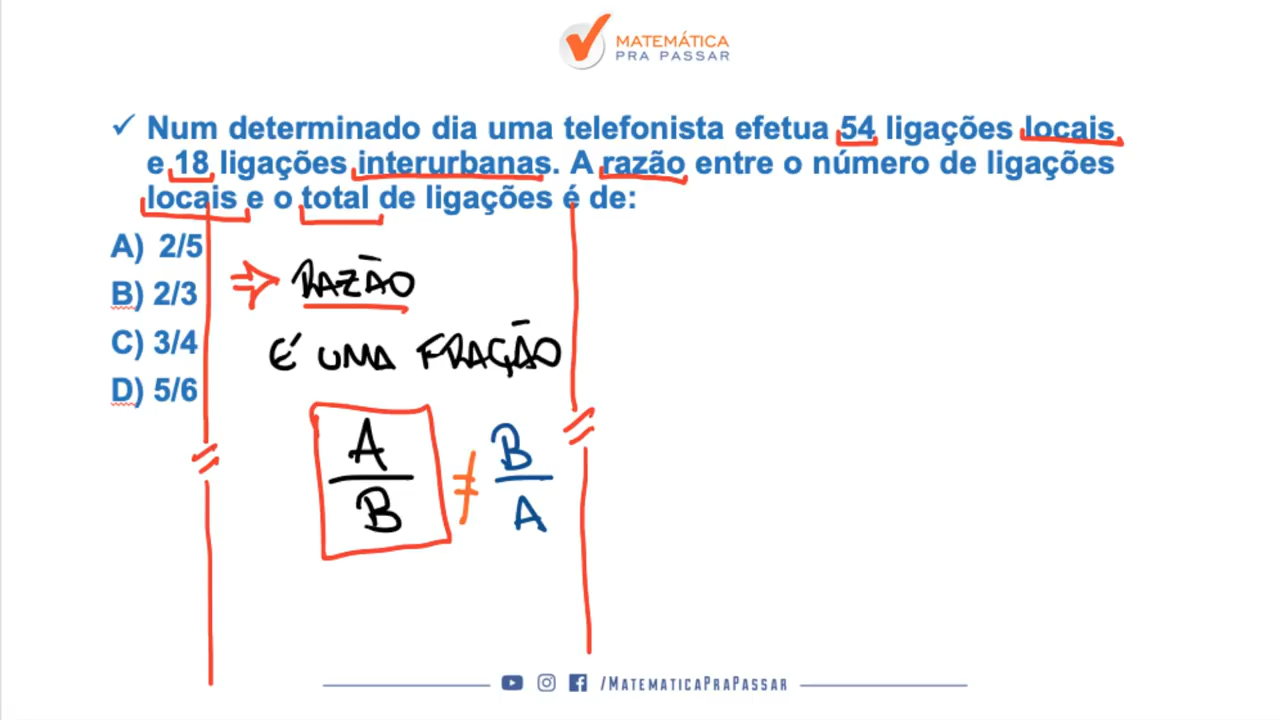 MATEMÁTICA
PRA PASSAR
✓ Num determinado dia uma telefonista efetua 54 ligações locais
e 18 ligações interurbanas. A razão entre o número de ligações
locais e o total de ligações é de:
A) 2/5
B) 2/3
C) 3/4
D) 5/6
⇒ RAZÃO
É UMA FRAÇÃO
A/B ≠ B/A
/MATEMATICAPRAPASSAR